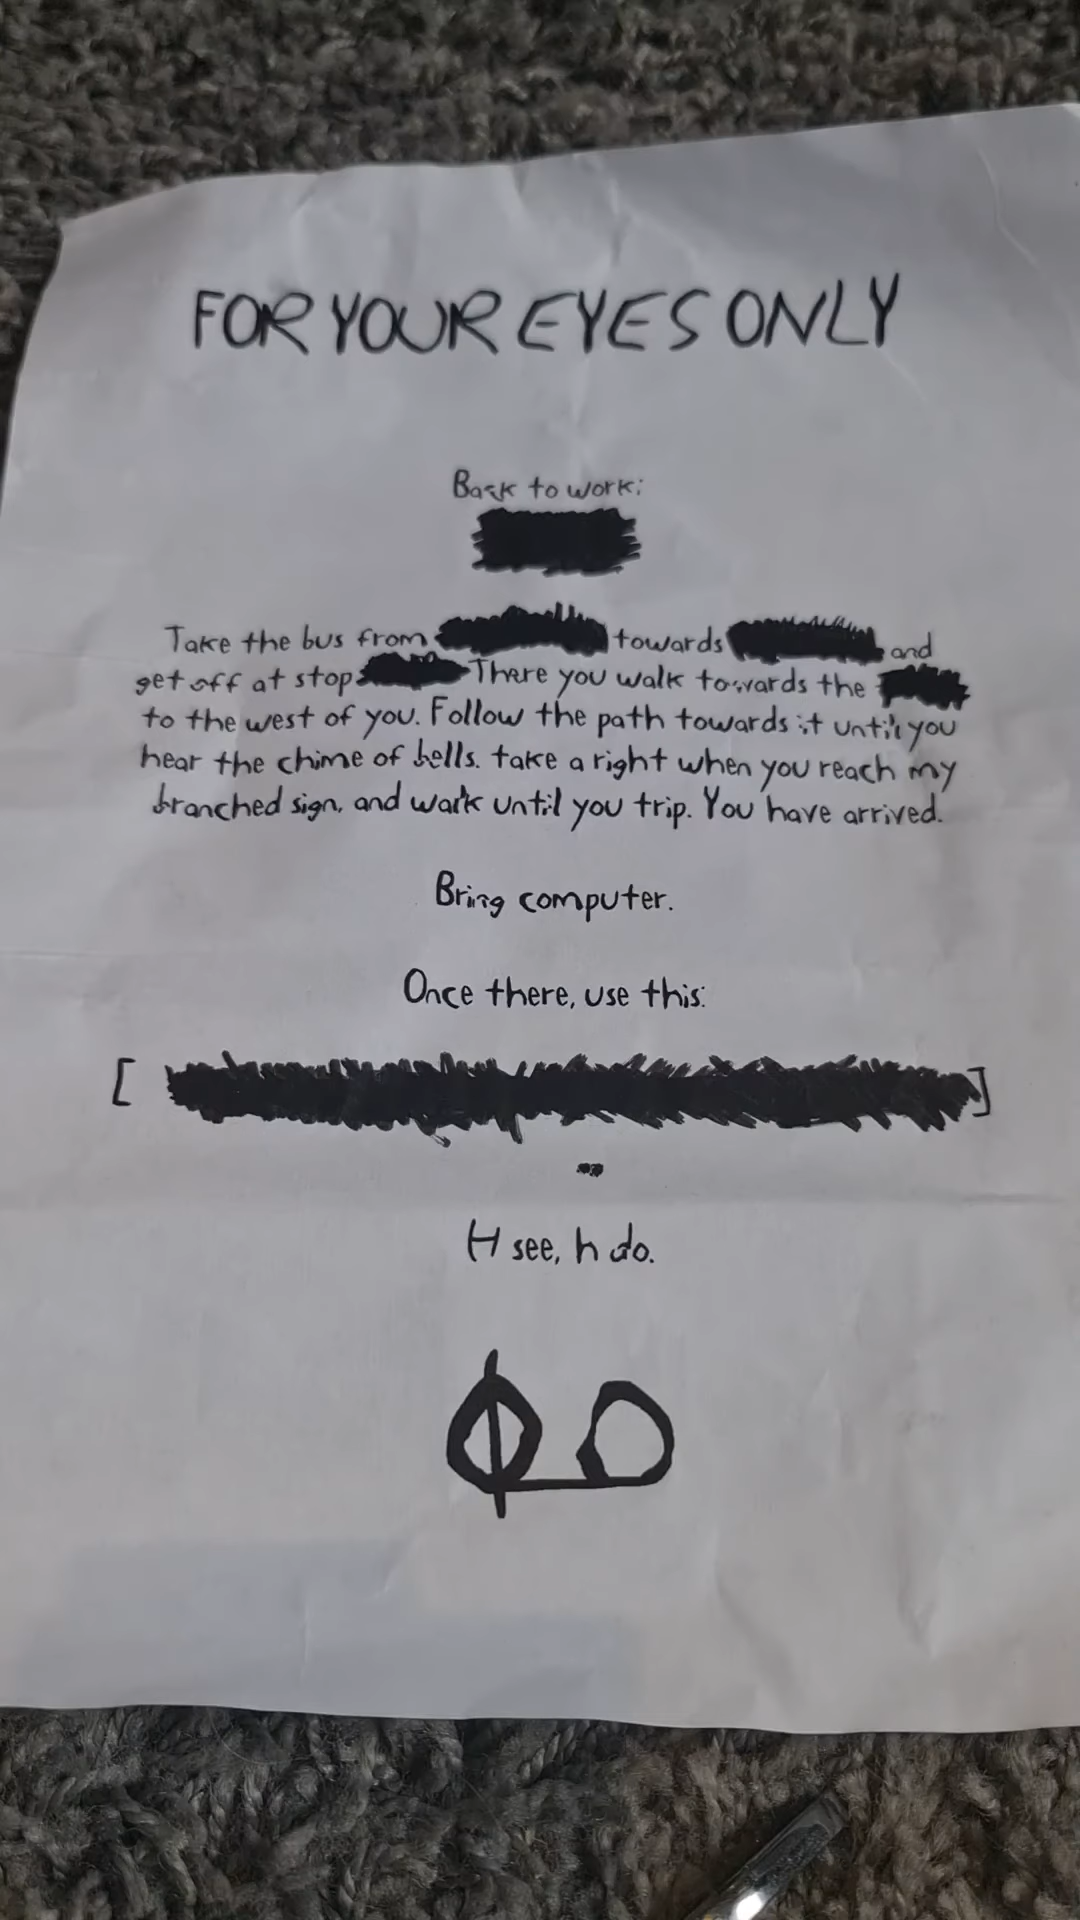 FOR YOUR EYES ONLY
Back to work:
Take the bus from towards and
get off at stop There you walk towards the
to the west of you. Follow the path towards it until you
hear the chime of bells. take a right when you reach my
branched sign, and walk until you trip. You have arrived.
Bring computer.
Once there, use this:
[ ]
H see, h do.